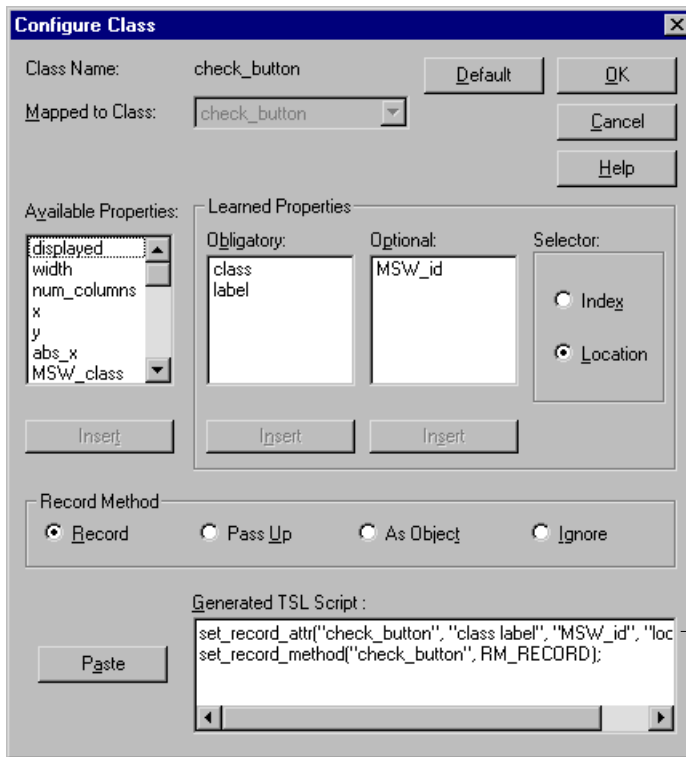 Configure Class
Class Name: check_button Default OK
Mapped to Class: check_button Cancel
Help
Available Properties: Learned Properties
Obligatory: Optional: Selector:
displayed class MSW_id
width label
num_columns Index
x
y
abs_x Location
MSW_class
Insert Insert Insert
Record Method
Record Pass Up As Object Ignore
Generated TSL Script :
set_record_attr("check_button", "class label", "MSW_id", "loc
set_record_method("check_button", RM_RECORD);
Paste